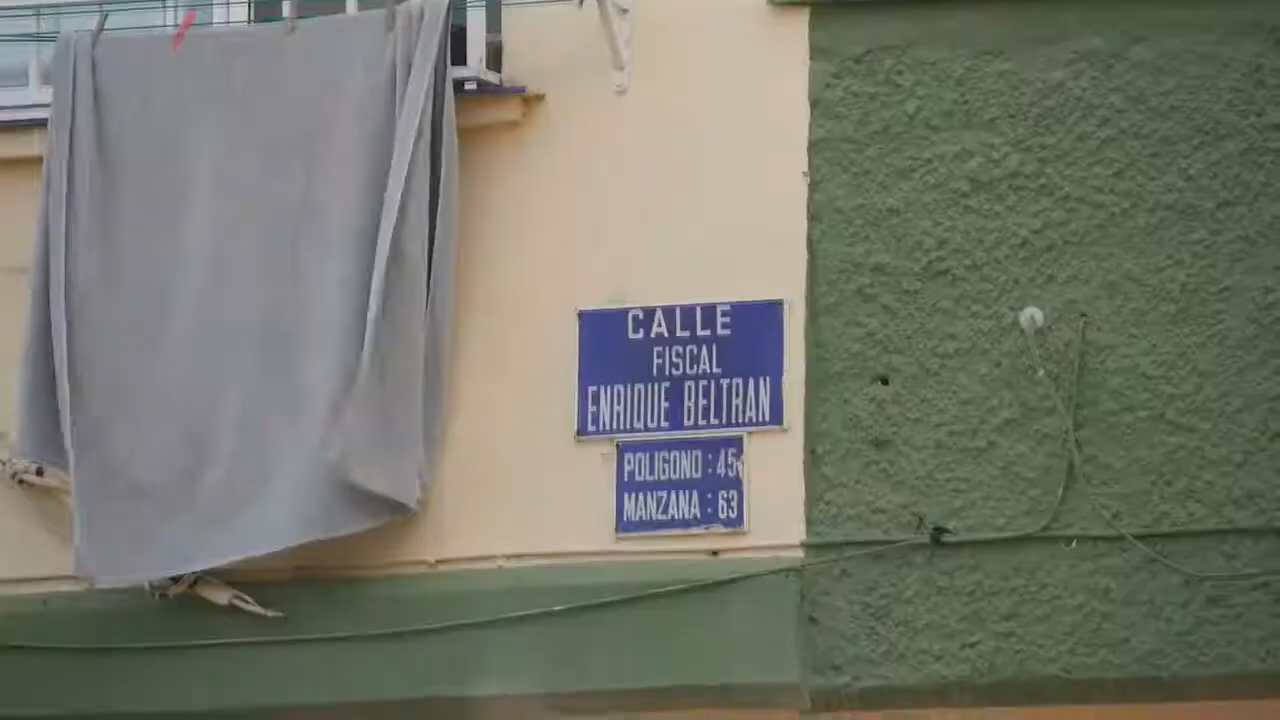 CALLE
FISCAL
ENRIQUE BELTRAN
POLIGONO : 45
MANZANA : 63